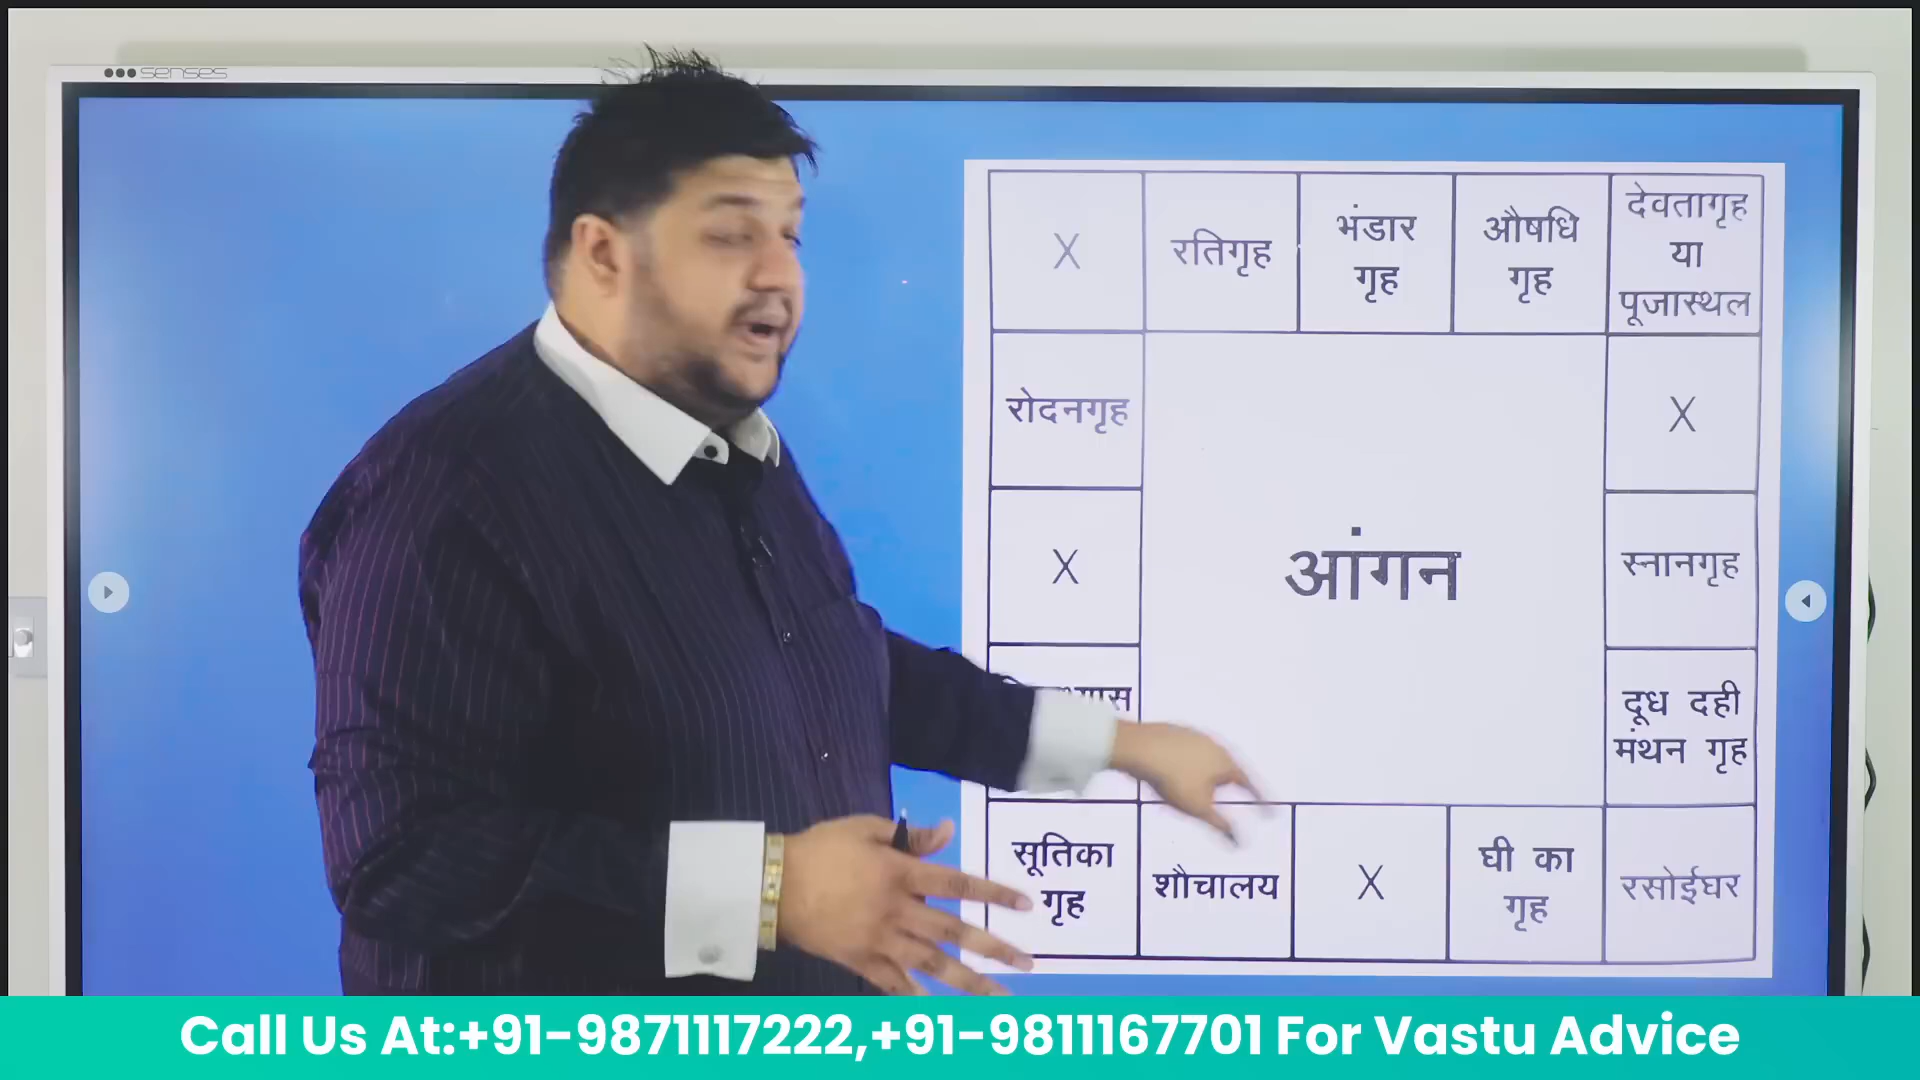 senses
X
रतिगृह
भंडार
गृह
औषधि
गृह
देवतागृह
या
पूजास्थल
रोदनगृह
X
X
आंगन
स्नानगृह
दूध दही
मंथन गृह
सूतिका
गृह
शौचालय
X
घी का
गृह
रसोईघर
Call Us At:+91-9871117222,+91-9811167701 For Vastu Advice